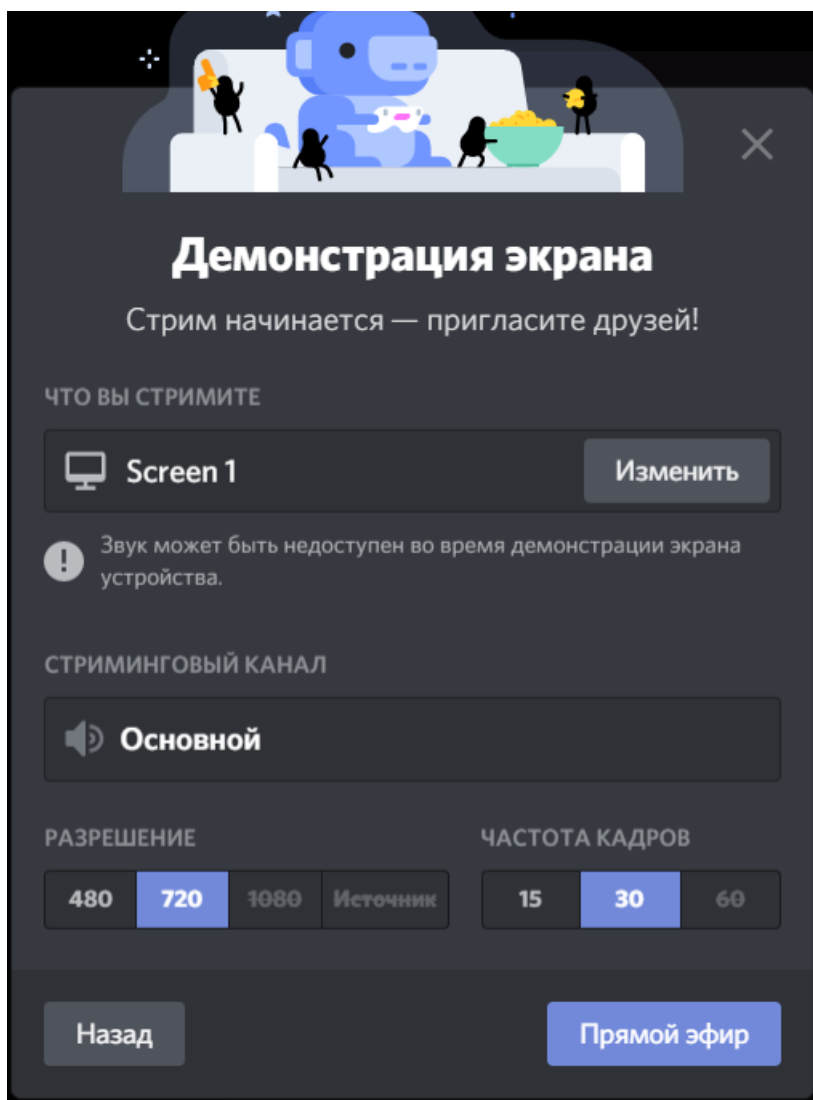 Демонстрация экрана
Стрим начинается — пригласите друзей!
ЧТО ВЫ СТРИМИТЕ
Screen 1 Изменить
Звук может быть недоступен во время демонстрации экрана
устройства.
СТРИМИНГОВЫЙ КАНАЛ
Основной
РАЗРЕШЕНИЕ ЧАСТОТА КАДРОВ
480 720 1080 Источник 15 30 60
Назад Прямой эфир